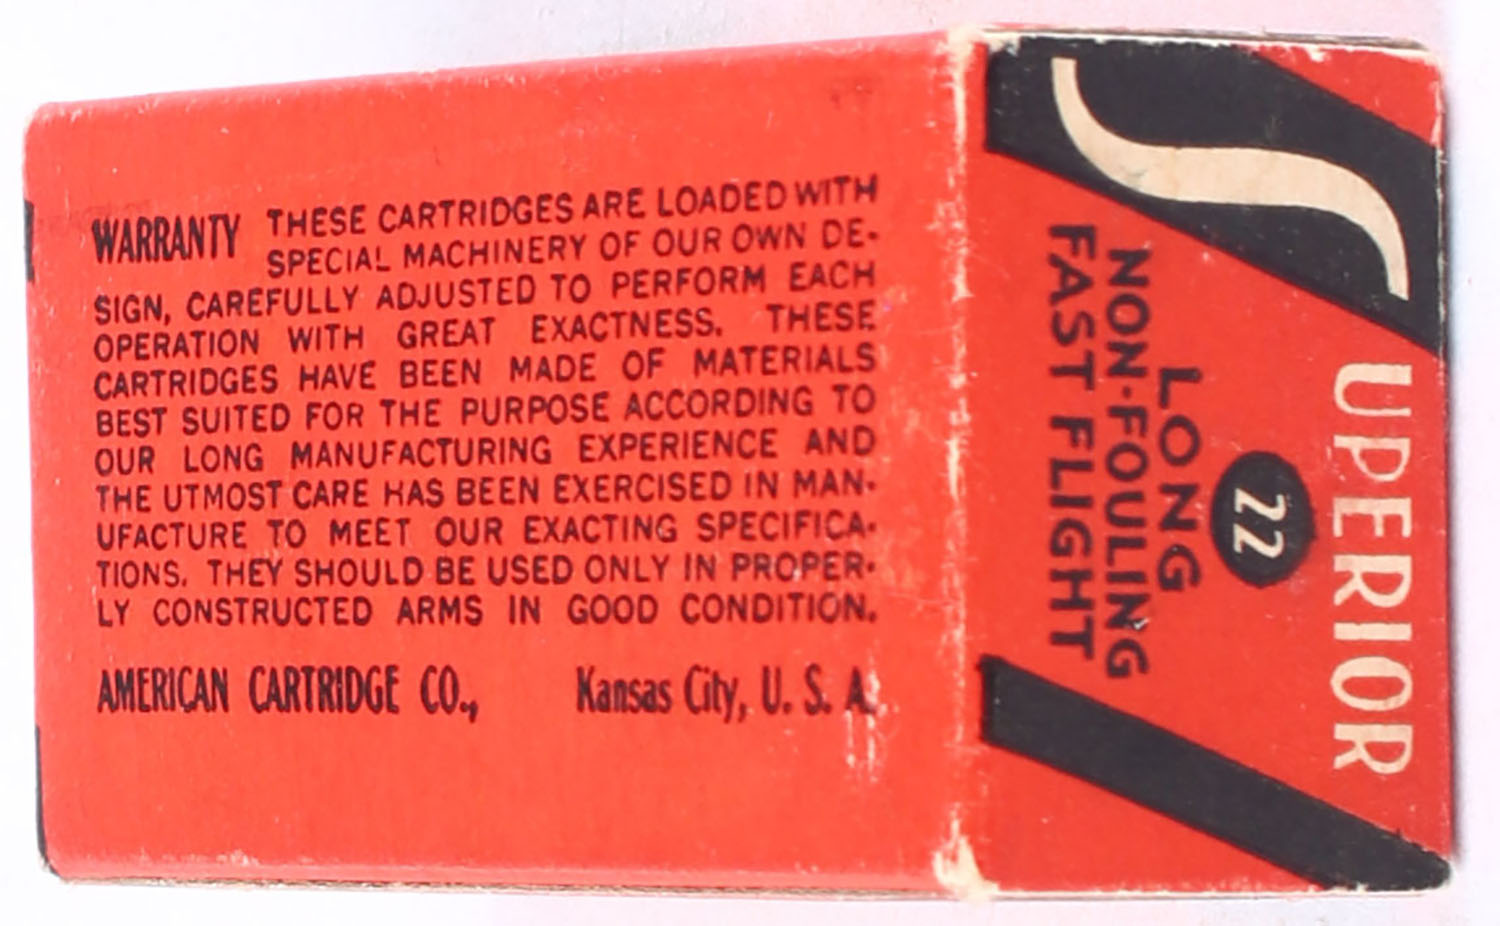 WARRANTY THESE CARTRIDGES ARE LOADED WITH
SPECIAL MACHINERY OF OUR OWN DE-
SIGN, CAREFULLY ADJUSTED TO PERFORM EACH
OPERATION WITH GREAT EXACTNESS. THESE
CARTRIDGES HAVE BEEN MADE OF MATERIALS
BEST SUITED FOR THE PURPOSE ACCORDING TO
OUR LONG MANUFACTURING EXPERIENCE AND
THE UTMOST CARE HAS BEEN EXERCISED IN MAN-
UFACTURE TO MEET OUR EXACTING SPECIFICA-
TIONS. THEY SHOULD BE USED ONLY IN PROPER-
LY CONSTRUCTED ARMS IN GOOD CONDITION.
AMERICAN CARTRIDGE CO., Kansas City, U. S. A.
SUPERIOR
22
LONG
NON-FOULING
FAST FLIGHT